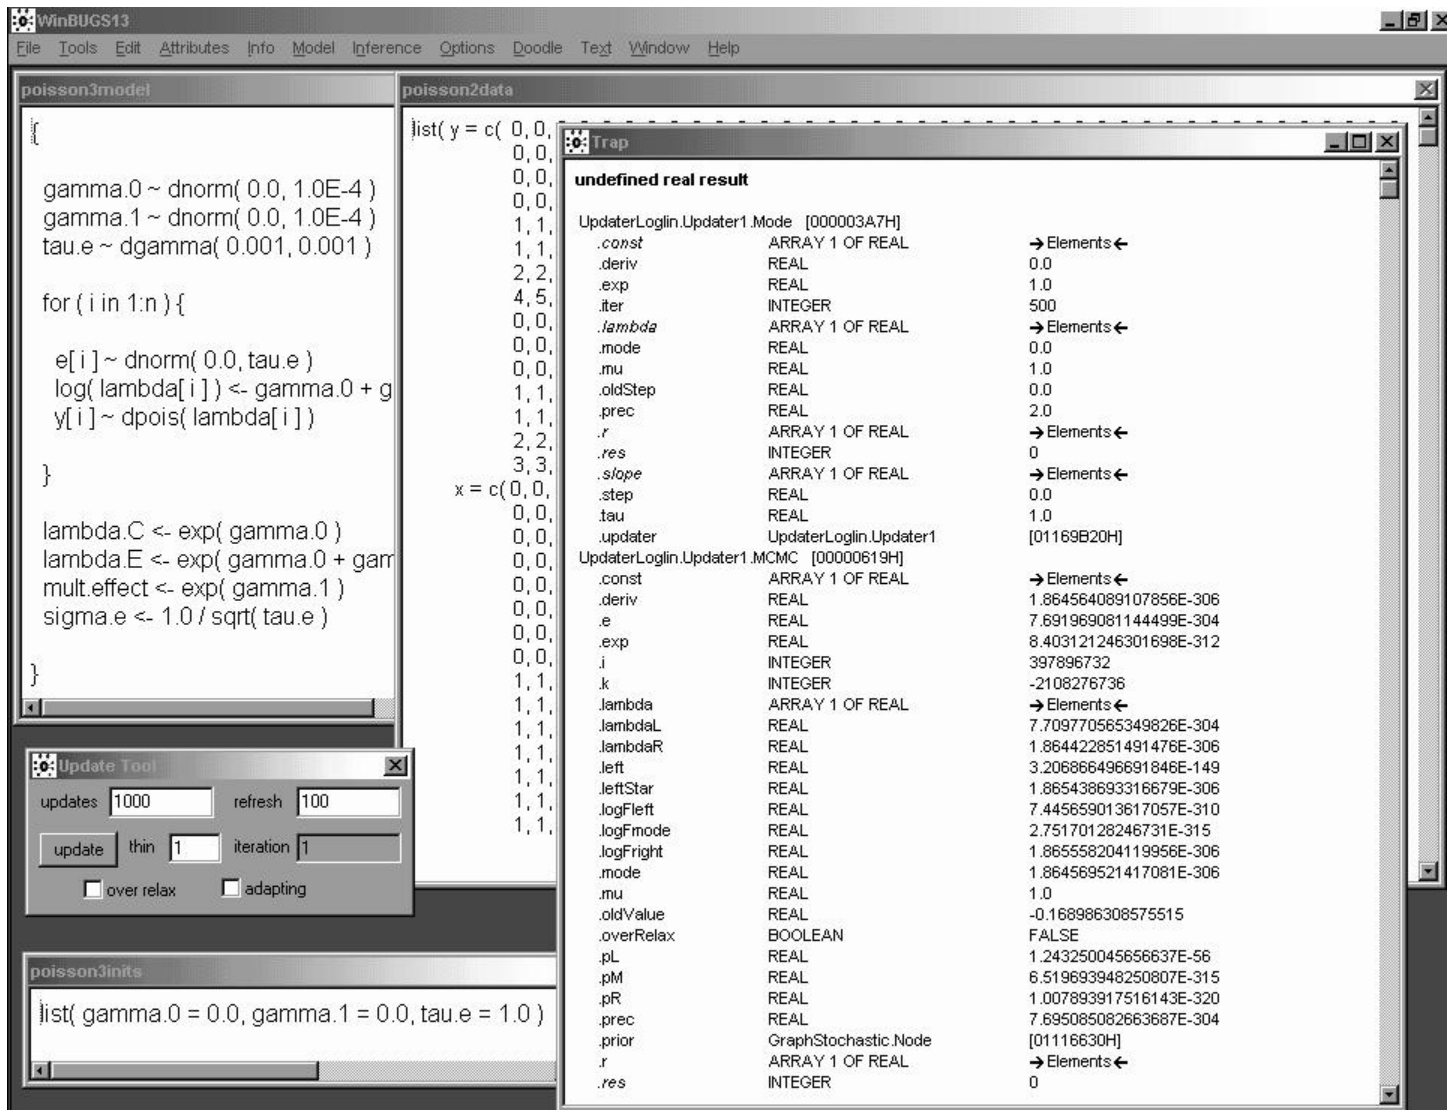 WinBUGS13
File Tools Edit Attributes Info Model Inference Options Doodle Text Window Help
poisson3model
{
gamma.0 ~ dnorm( 0.0, 1.0E-4 )
gamma.1 ~ dnorm( 0.0, 1.0E-4 )
tau.e ~ dgamma( 0.001, 0.001 )
for ( i in 1:n ) {
e[ i ] ~ dnorm( 0.0, tau.e )
log( lambda[ i ] ) <- gamma.0 + g
y[ i ] ~ dpois( lambda[ i ] )
}
lambda.C <- exp( gamma.0 )
lambda.E <- exp( gamma.0 + gam
mult.effect <- exp( gamma.1 )
sigma.e <- 1.0 / sqrt( tau.e )
}
poisson2data
list( y = c( 0, 0,
0, 0,
0, 0,
0, 0,
1, 1,
1, 1,
2, 2,
4, 5,
0, 0,
0, 0,
0, 0,
1, 1,
1, 1,
2, 2,
3, 3,
x = c( 0, 0,
0, 0,
0, 0,
0, 0,
0, 0,
0, 0,
0, 0,
0, 0,
1, 1,
1, 1,
1, 1,
1, 1,
1, 1,
1, 1,
1, 1,
Trap
undefined real result
UpdaterLoglin.Updater1.Mode [000003A7H]
.const ARRAY 1 OF REAL →Elements←
.deriv REAL 0.0
.exp REAL 1.0
.iter INTEGER 500
.lambda ARRAY 1 OF REAL →Elements←
.mode REAL 0.0
.mu REAL 1.0
.oldStep REAL 0.0
.prec REAL 2.0
.r ARRAY 1 OF REAL →Elements←
.res INTEGER 0
.slope ARRAY 1 OF REAL →Elements←
.step REAL 0.0
.tau REAL 1.0
.updater UpdaterLoglin.Updater1 [01169B20H]
UpdaterLoglin.Updater1.MCMC [00000619H]
.const ARRAY 1 OF REAL →Elements←
.deriv REAL 1.864564089107856E-306
.e REAL 7.691969081144499E-304
.exp REAL 8.403121246301698E-312
.i INTEGER 397896732
.k INTEGER -2108276736
.lambda ARRAY 1 OF REAL →Elements←
.lambdaL REAL 7.709770565349826E-304
.lambdaR REAL 1.864422851491476E-306
.left REAL 3.206866496691846E-149
.leftStar REAL 1.865438693316679E-306
.logFleft REAL 7.445659013617057E-310
.logFmode REAL 2.75170128246731E-315
.logFright REAL 1.865558204119956E-306
.mode REAL 1.864569521417081E-306
.mu REAL 1.0
.oldValue REAL -0.168986308575515
.overRelax BOOLEAN FALSE
.pL REAL 1.243250045656637E-56
.pM REAL 6.519693948250807E-315
.pR REAL 1.007893917516143E-320
.prec REAL 7.695085082663687E-304
.prior GraphStochastic.Node [01116630H]
.r ARRAY 1 OF REAL →Elements←
.res INTEGER 0
Update Tool
updates 1000 refresh 100
update thin 1 iteration 1
over relax adapting
poisson3inits
list( gamma.0 = 0.0, gamma.1 = 0.0, tau.e = 1.0 )